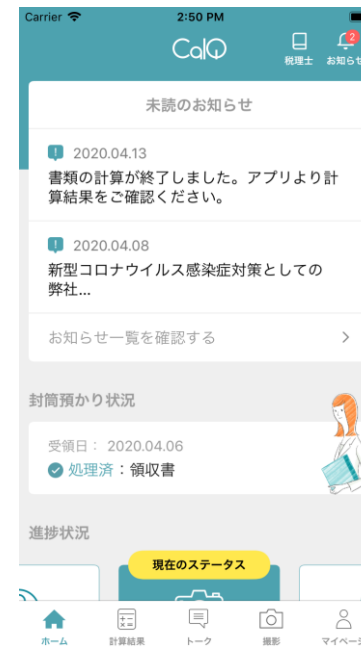 Carrier 2:50 PM
CalQ
2
税理士 お知らせ
未読のお知らせ
2020.04.13
書類の計算が終了しました。アプリより計
算結果をご確認ください。
2020.04.08
新型コロナウイルス感染症対策としての
弊社...
お知らせ一覧を確認する
封筒預かり状況
受領日： 2020.04.06
処理済：領収書
進捗状況
現在のステータス
ホーム 計算結果 トーク 撮影 マイページ